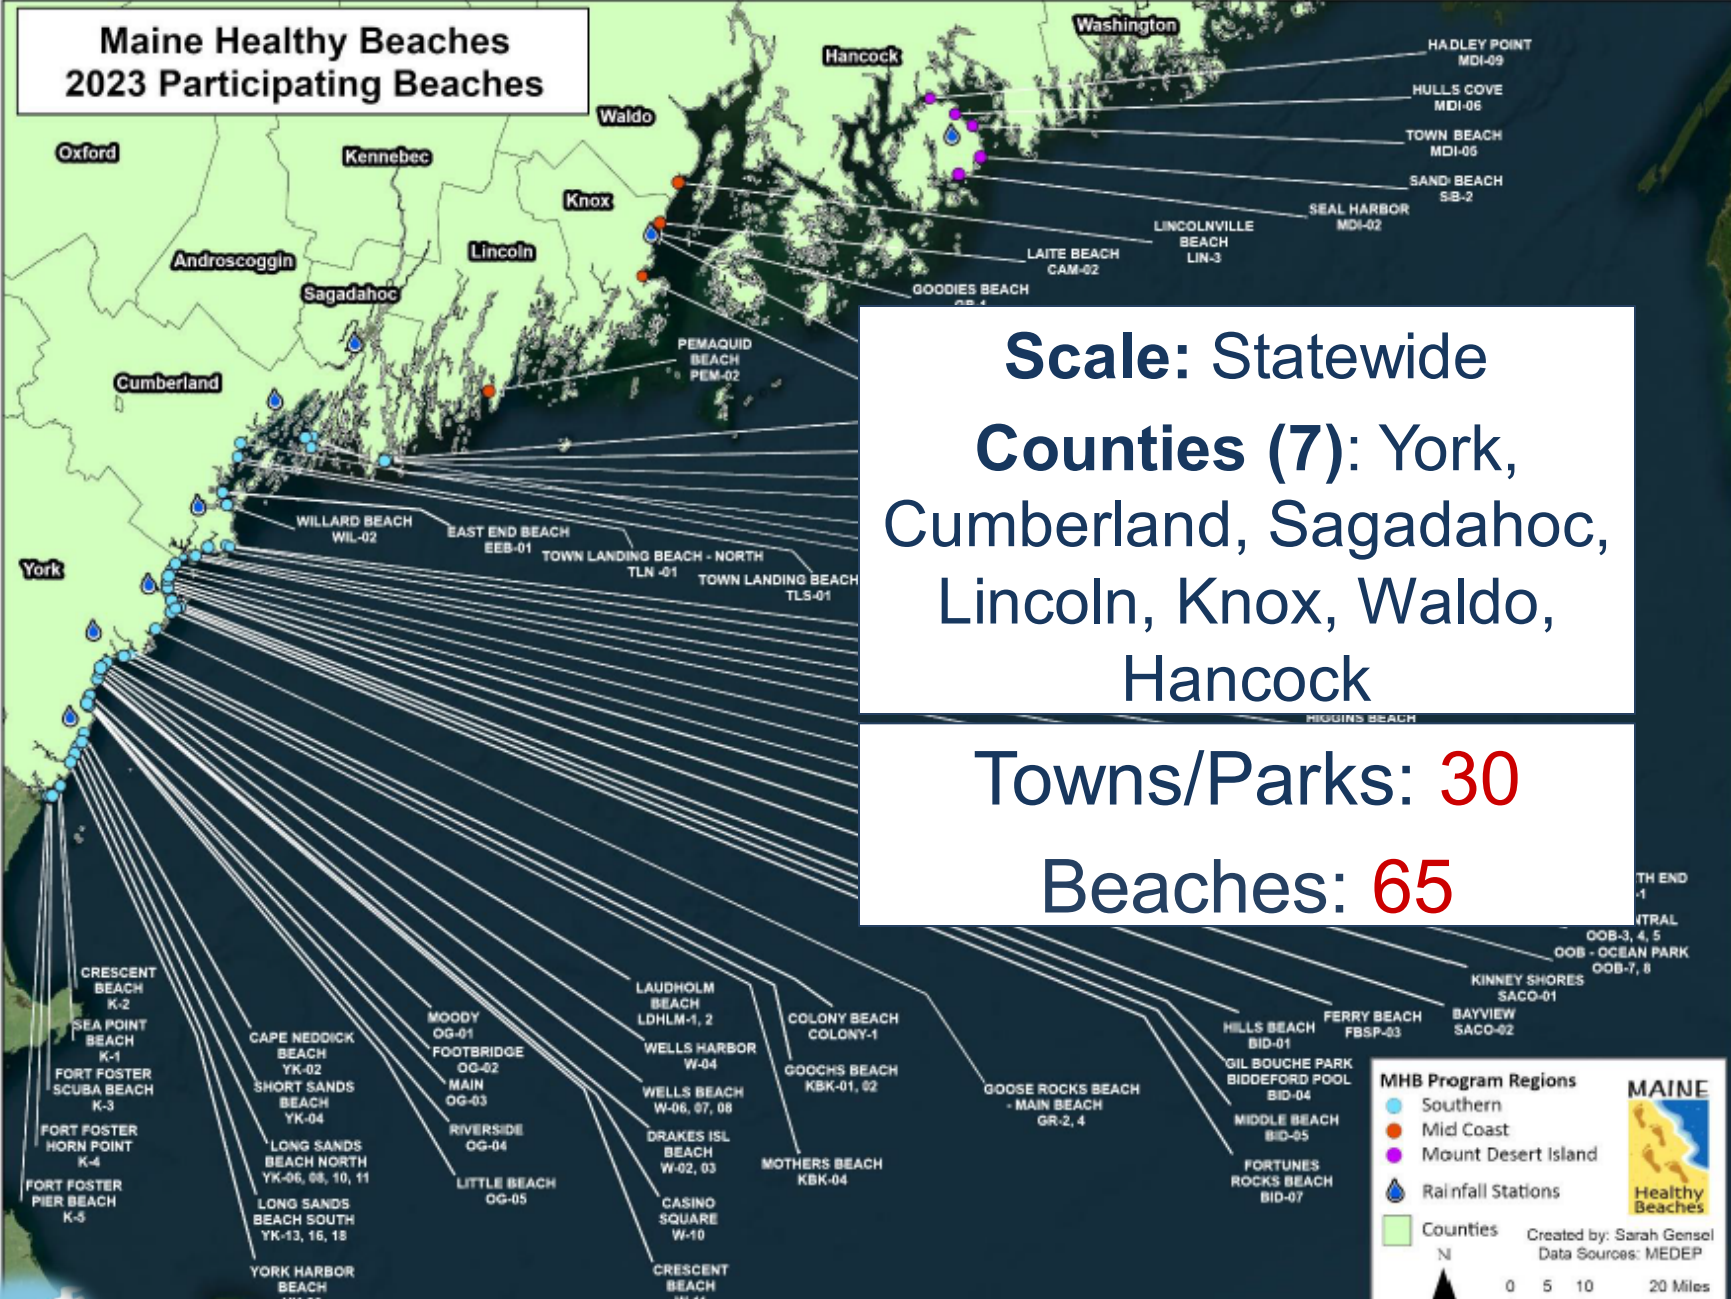 Maine Healthy Beaches
2023 Participating Beaches
Washington
Hancock
Waldo
Oxford
Kennebec
Knox
Androscoggin
Lincoln
Sagadahoc
Cumberland
York
HADLEY POINT
MDI-09
HULLS COVE
MDI-06
TOWN BEACH
MDI-05
SAND BEACH
SB-2
SEAL HARBOR
MDI-02
LINCOLNVILLE
BEACH
LIN-3
LAITE BEACH
CAM-02
GOODIES BEACH
PEMAQUID
BEACH
PEM-02
Scale: Statewide
Counties (7): York,
Cumberland, Sagadahoc,
Lincoln, Knox, Waldo,
Hancock
WILLARD BEACH
WIL-02
EAST END BEACH
EEB-01
TOWN LANDING BEACH - NORTH
TLN -01
TOWN LANDING BEACH
TLS-01
HIGGINS BEACH
Towns/Parks: 30
Beaches: 65
TH END
-1
NTRAL
OOB-3, 4, 5
OOB - OCEAN PARK
OOB-7, 8
KINNEY SHORES
SACO-01
BAYVIEW
SACO-02
FERRY BEACH
FBSP-03
HILLS BEACH
BID-01
GIL BOUCHE PARK
BIDDEFORD POOL
BID-04
MIDDLE BEACH
BID-05
FORTUNES
ROCKS BEACH
BID-07
GOOSE ROCKS BEACH
- MAIN BEACH
GR-2, 4
COLONY BEACH
COLONY-1
GOOCHS BEACH
KBK-01, 02
MOTHERS BEACH
KBK-04
LAUDHOLM
BEACH
LDHLM-1, 2
WELLS HARBOR
W-04
WELLS BEACH
W-06, 07, 08
DRAKES ISL
BEACH
W-02, 03
CASINO
SQUARE
W-10
CRESCENT
BEACH
MOODY
OG-01
FOOTBRIDGE
OG-02
MAIN
OG-03
RIVERSIDE
OG-04
LITTLE BEACH
OG-05
CAPE NEDDICK
BEACH
YK-02
SHORT SANDS
BEACH
YK-04
LONG SANDS
BEACH NORTH
YK-06, 08, 10, 11
LONG SANDS
BEACH SOUTH
YK-13, 16, 18
YORK HARBOR
BEACH
CRESCENT
BEACH
K-2
SEA POINT
BEACH
K-1
FORT FOSTER
SCUBA BEACH
K-3
FORT FOSTER
HORN POINT
K-4
FORT FOSTER
PIER BEACH
K-5
MHB Program Regions
Southern
Mid Coast
Mount Desert Island
Rainfall Stations
Counties
MAINE
Healthy
Beaches
Created by: Sarah Gensel
Data Sources: MEDEP
N
0 5 10 20 Miles